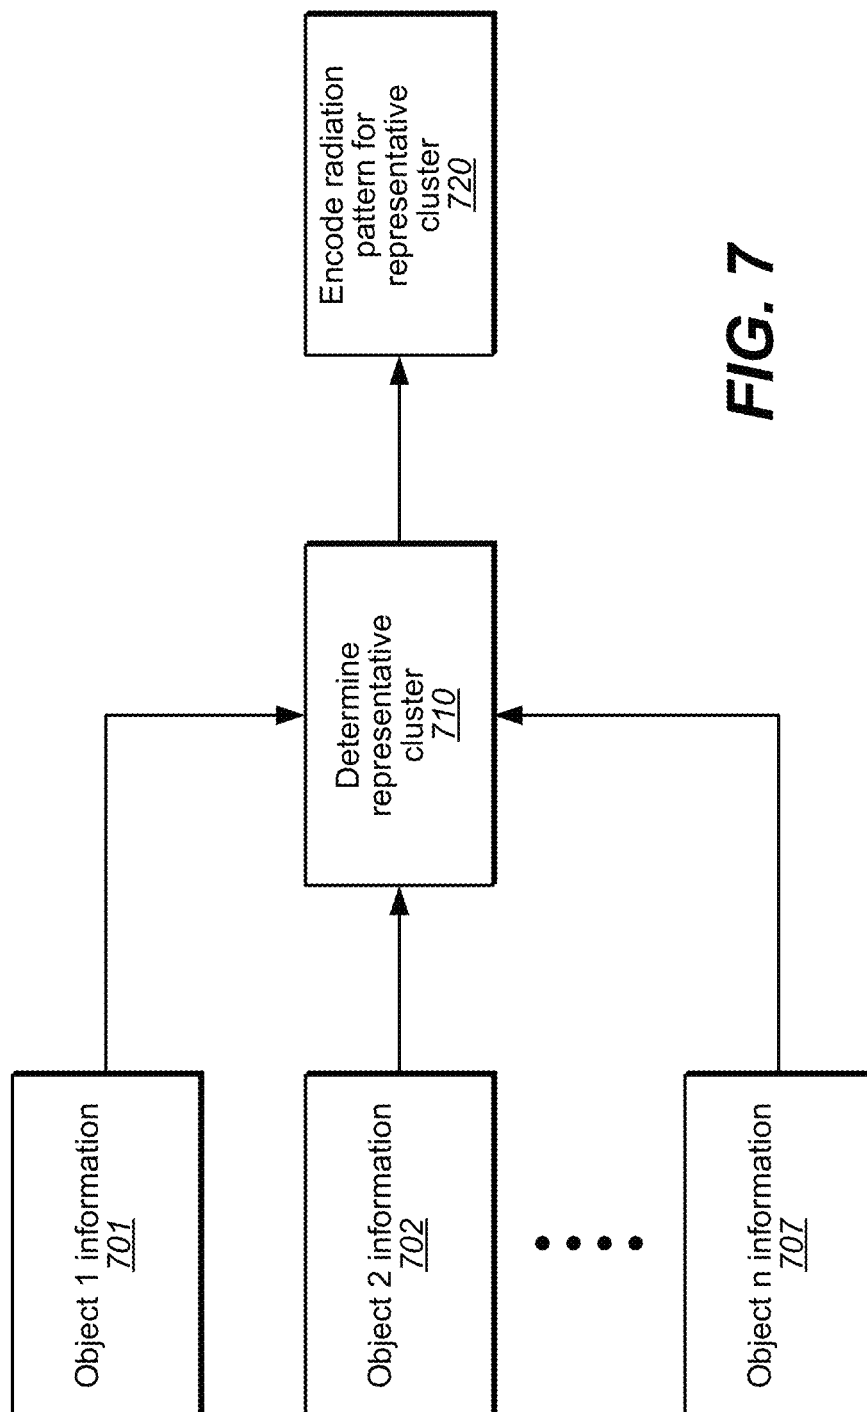 Object 1 information
701
Object 2 information
702
Object n information
707
Determine
representative
cluster
710
Encode radiation
pattern for
representative
cluster
720
FIG. 7